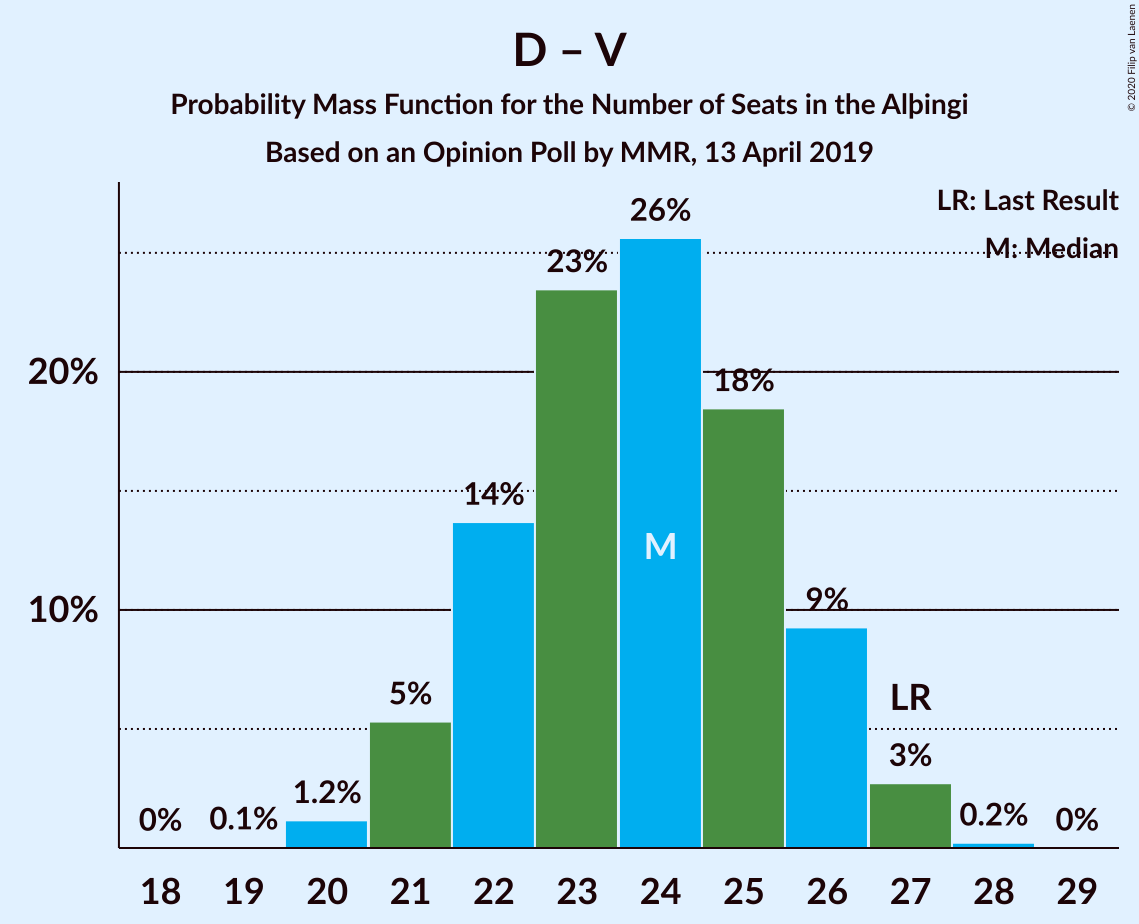 D – V
Probability Mass Function for the Number of Seats in the Alþingi
Based on an Opinion Poll by MMR, 13 April 2019
© 2020 Filip van Laenen
LR: Last Result
M: Median
20%
10%
0%
0.1%
1.2%
5%
14%
23%
26%
18%
9%
3%
0.2%
0%
M
LR
18 19 20 21 22 23 24 25 26 27 28 29